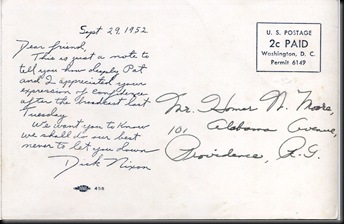 Sept 29, 1952
Dear friend,
This is just a note to
tell you how deeply Pat
and I appreciated your
expression of confidence
after the broadcast last
Tuesday
We want you to know
we shall do our best
never to let you down
Dick Nixon
U. S. POSTAGE
2c PAID
Washington, D. C.
Permit 6149
Mr. Homer N. Moore,
101 Alabama Avenue,
Providence, R.I.
458